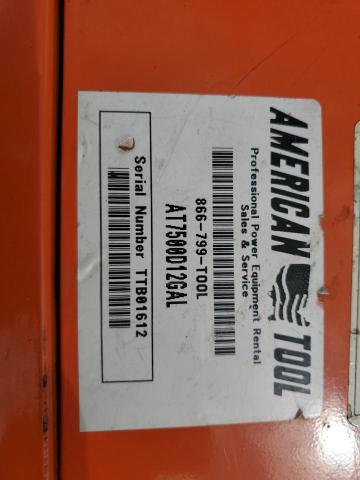 AMERICAN TOOL
Professional Power Equipment Rental
Sales & Service
866-799-TOOL
AT7500D12GAL
Serial Number TTB01612